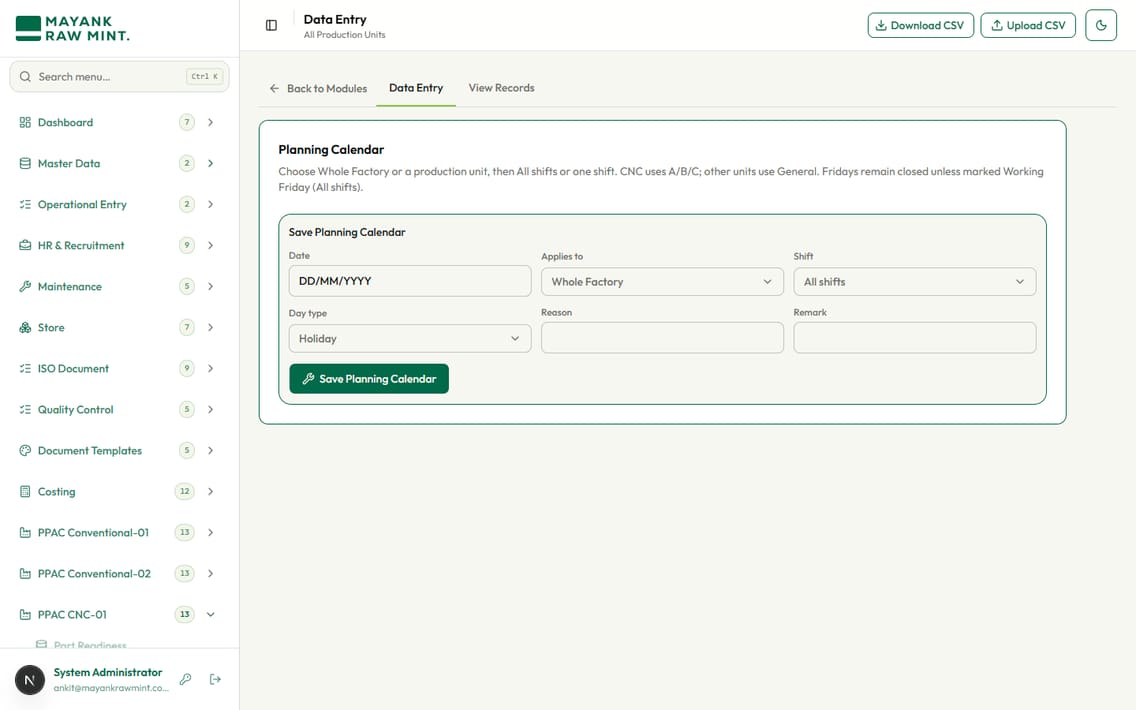 MAYANK
RAW MINT.
Data Entry
All Production Units
Download CSV
Upload CSV
Search menu...
Ctrl K
Dashboard 7
Master Data 2
Operational Entry 2
HR & Recruitment 9
Maintenance 5
Store 7
ISO Document 9
Quality Control 5
Document Templates 5
Costing 12
PPAC Conventional-01 13
PPAC Conventional-02 13
PPAC CNC-01 13
Part Readiness
N
System Administrator
ankit@mayankrawmint.co...
Back to Modules
Data Entry
View Records
Planning Calendar
Choose Whole Factory or a production unit, then All shifts or one shift. CNC uses A/B/C; other units use General. Fridays remain closed unless marked Working
Friday (All shifts).
Save Planning Calendar
Date
Applies to
Shift
DD/MM/YYYY
Whole Factory
All shifts
Day type
Reason
Remark
Holiday
Save Planning Calendar